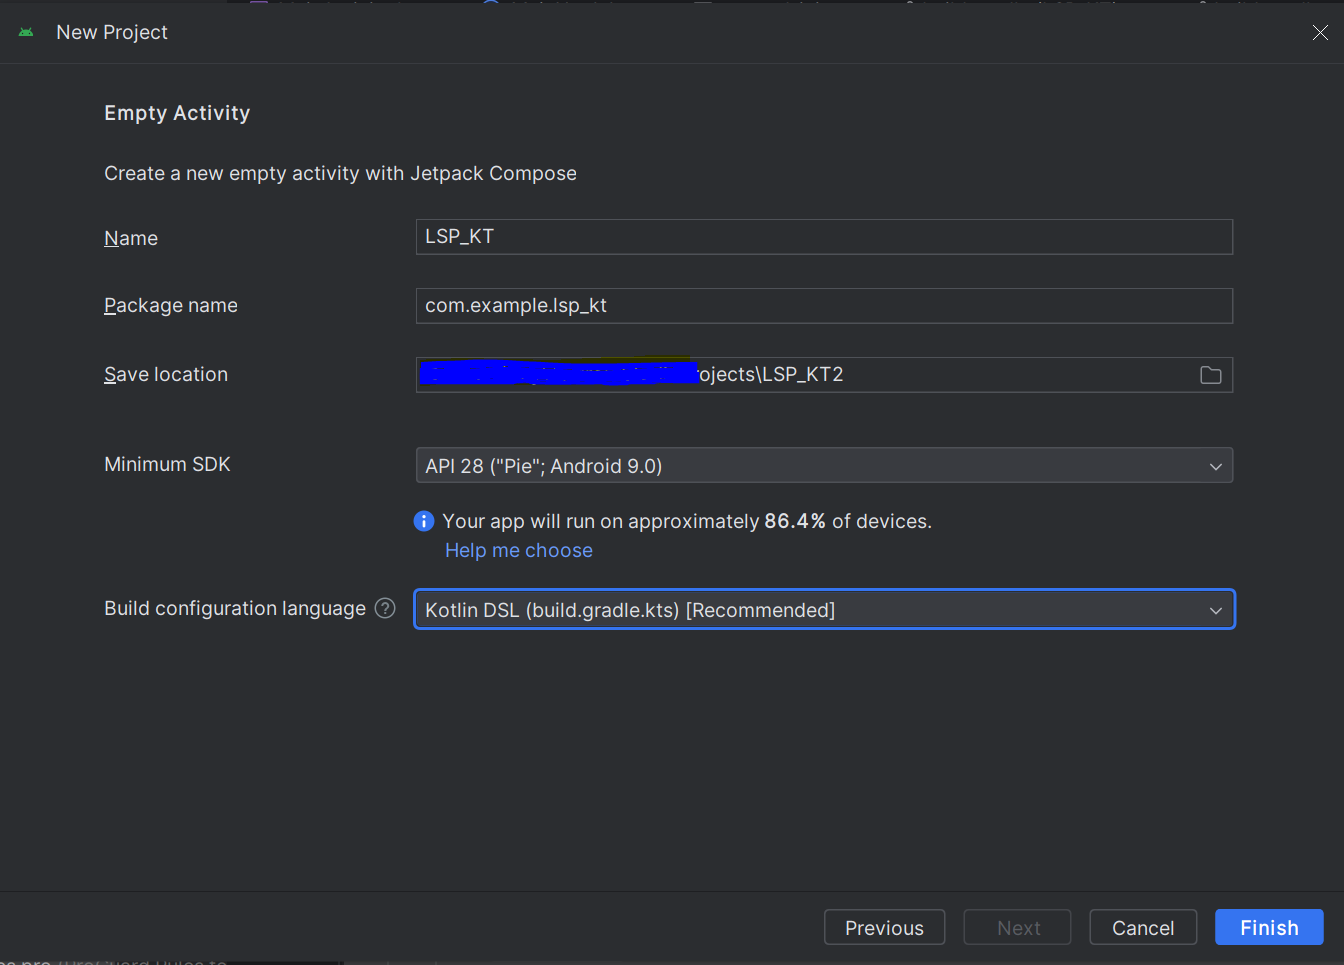 New Project
Empty Activity
Create a new empty activity with Jetpack Compose
Name LSP_KT
Package name com.example.lsp_kt
Save location ojects\LSP_KT2
Minimum SDK API 28 ("Pie"; Android 9.0)
Your app will run on approximately 86.4% of devices.
Help me choose
Build configuration language ? Kotlin DSL (build.gradle.kts) [Recommended]
Previous Next Cancel Finish